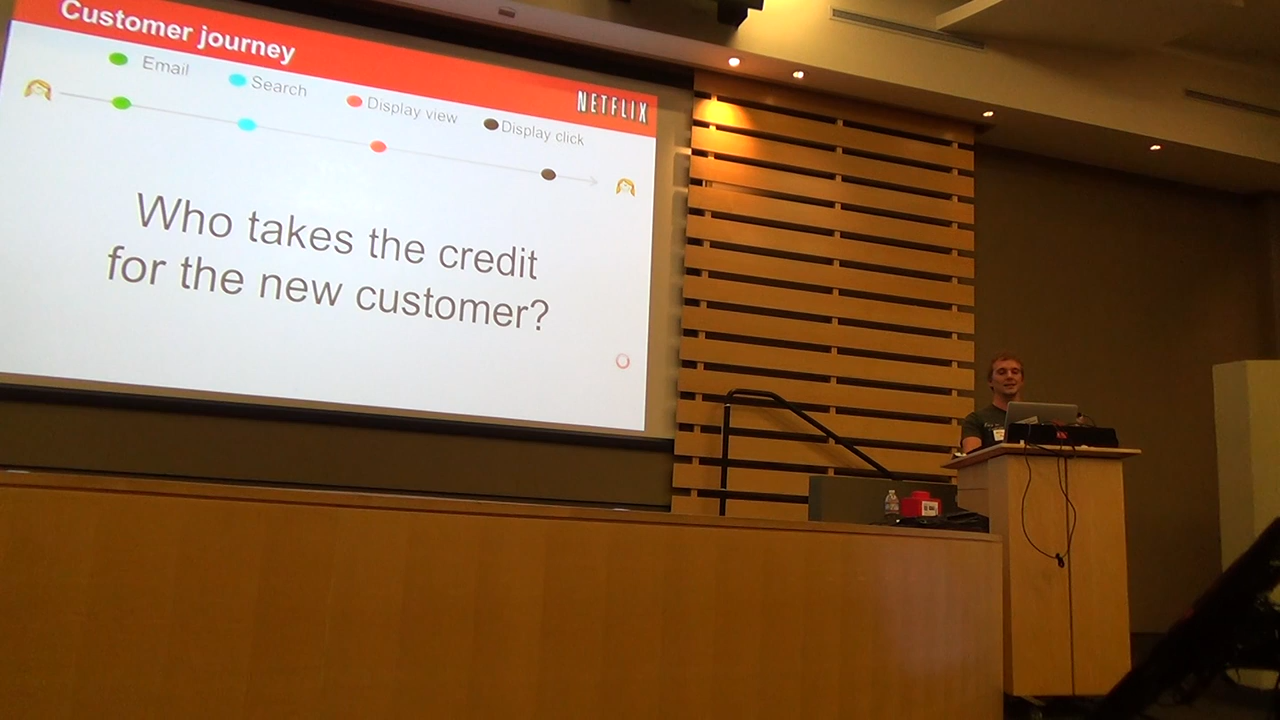 Customer journey
Email
Search
Display view
Display click
NETFLIX
Who takes the credit
for the new customer?